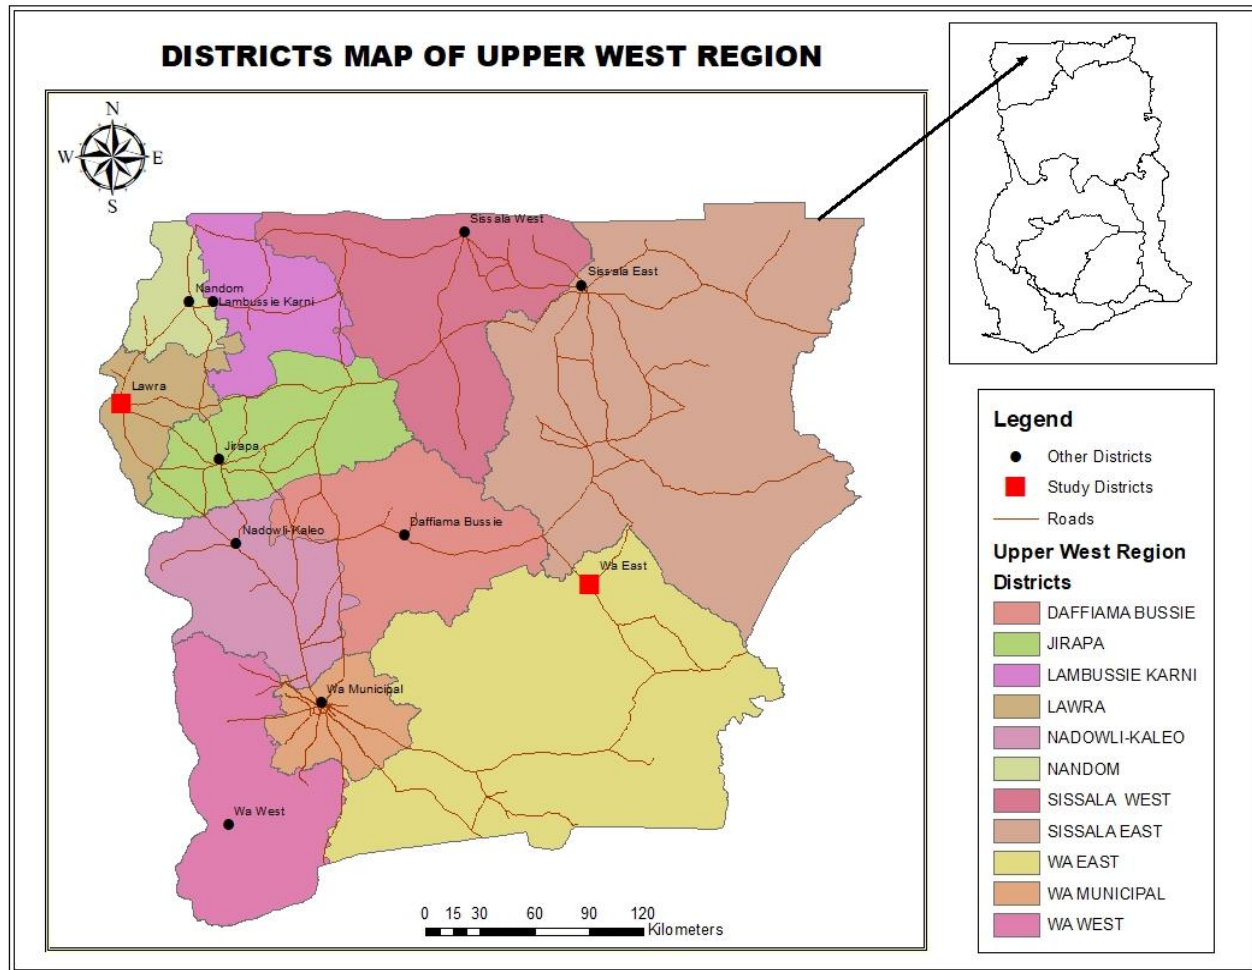 DISTRICTS MAP OF UPPER WEST REGION
N
W
E
S
Sissala West
Sissala East
Nandom
Lambussie Karni
Lawra
Jirapa
Nadowli-Kaleo
Daffiama Bussie
Wa East
Wa Municipal
Wa West
0 15 30 60 90 120
Kilometers
Legend
Other Districts
Study Districts
Roads
Upper West Region
Districts
DAFFIAMA BUSSIE
JIRAPA
LAMBUSSIE KARNI
LAWRA
NADOWLI-KALEO
NANDOM
SISSALA WEST
SISSALA EAST
WA EAST
WA MUNICIPAL
WA WEST